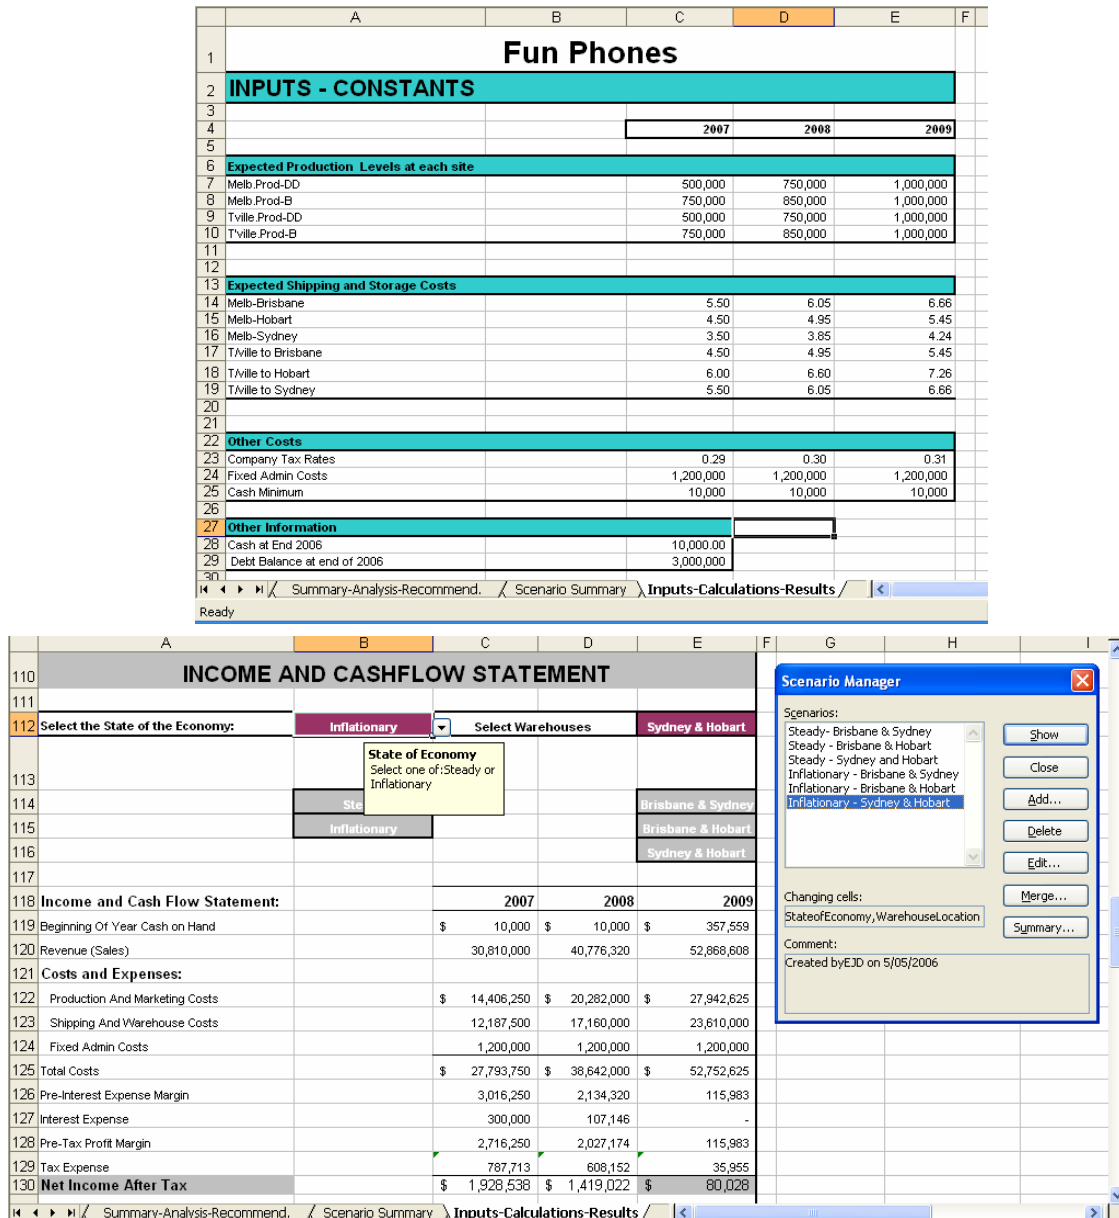 A B C D E F
1 Fun Phones
2 INPUTS - CONSTANTS
3
4 2007 2008 2009
5
6 Expected Production Levels at each site
7 Melb.Prod-DD 500,000 750,000 1,000,000
8 Melb.Prod-B 750,000 850,000 1,000,000
9 Tville.Prod-DD 500,000 750,000 1,000,000
10 T'ville.Prod-B 750,000 850,000 1,000,000
11
12
13 Expected Shipping and Storage Costs
14 Melb-Brisbane 5.50 6.05 6.66
15 Melb-Hobart 4.50 4.95 5.45
16 Melb-Sydney 3.50 3.85 4.24
17 T/ville to Brisbane 4.50 4.95 5.45
18 T/ville to Hobart 6.00 6.60 7.26
19 T/ville to Sydney 5.50 6.05 6.66
20
21
22 Other Costs
23 Company Tax Rates 0.29 0.30 0.31
24 Fixed Admin Costs 1,200,000 1,200,000 1,200,000
25 Cash Minimum 10,000 10,000 10,000
26
27 Other Information
28 Cash at End 2006 10,000.00
29 Debt Balance at end of 2006 3,000,000
30
Summary-Analysis-Recommend. Scenario Summary Inputs-Calculations-Results
Ready
A B C D E F G H I
110 INCOME AND CASHFLOW STATEMENT
111
112 Select the State of the Economy: Inflationary Select Warehouses Sydney & Hobart
State of Economy
Select one of:Steady or
Inflationary
113
114 Ste Brisbane & Sydney
115 Inflationary Brisbane & Hobart
116 Sydney & Hobart
117
118 Income and Cash Flow Statement: 2007 2008 2009
119 Beginning Of Year Cash on Hand $ 10,000 $ 10,000 $ 357,559
120 Revenue (Sales) 30,810,000 40,776,320 52,868,608
121 Costs and Expenses:
122 Production And Marketing Costs $ 14,406,250 $ 20,282,000 $ 27,942,625
123 Shipping And Warehouse Costs 12,187,500 17,160,000 23,610,000
124 Fixed Admin Costs 1,200,000 1,200,000 1,200,000
125 Total Costs $ 27,793,750 $ 38,642,000 $ 52,752,625
126 Pre-Interest Expense Margin 3,016,250 2,134,320 115,983
127 Interest Expense 300,000 107,146 -
128 Pre-Tax Profit Margin 2,716,250 2,027,174 115,983
129 Tax Expense 787,713 608,152 35,955
130 Net Income After Tax $ 1,928,538 $ 1,419,022 $ 80,028
Summary-Analysis-Recommend. Scenario Summary Inputs-Calculations-Results
Scenario Manager
Scenarios:
Steady- Brisbane & Sydney
Steady - Brisbane & Hobart
Steady - Sydney and Hobart
Inflationary - Brisbane & Sydney
Inflationary - Brisbane & Hobart
Inflationary - Sydney & Hobart
Show
Close
Add...
Delete
Edit...
Merge...
Summary...
Changing cells:
StateofEconomy,WarehouseLocation
Comment:
Created byEJD on 5/05/2006